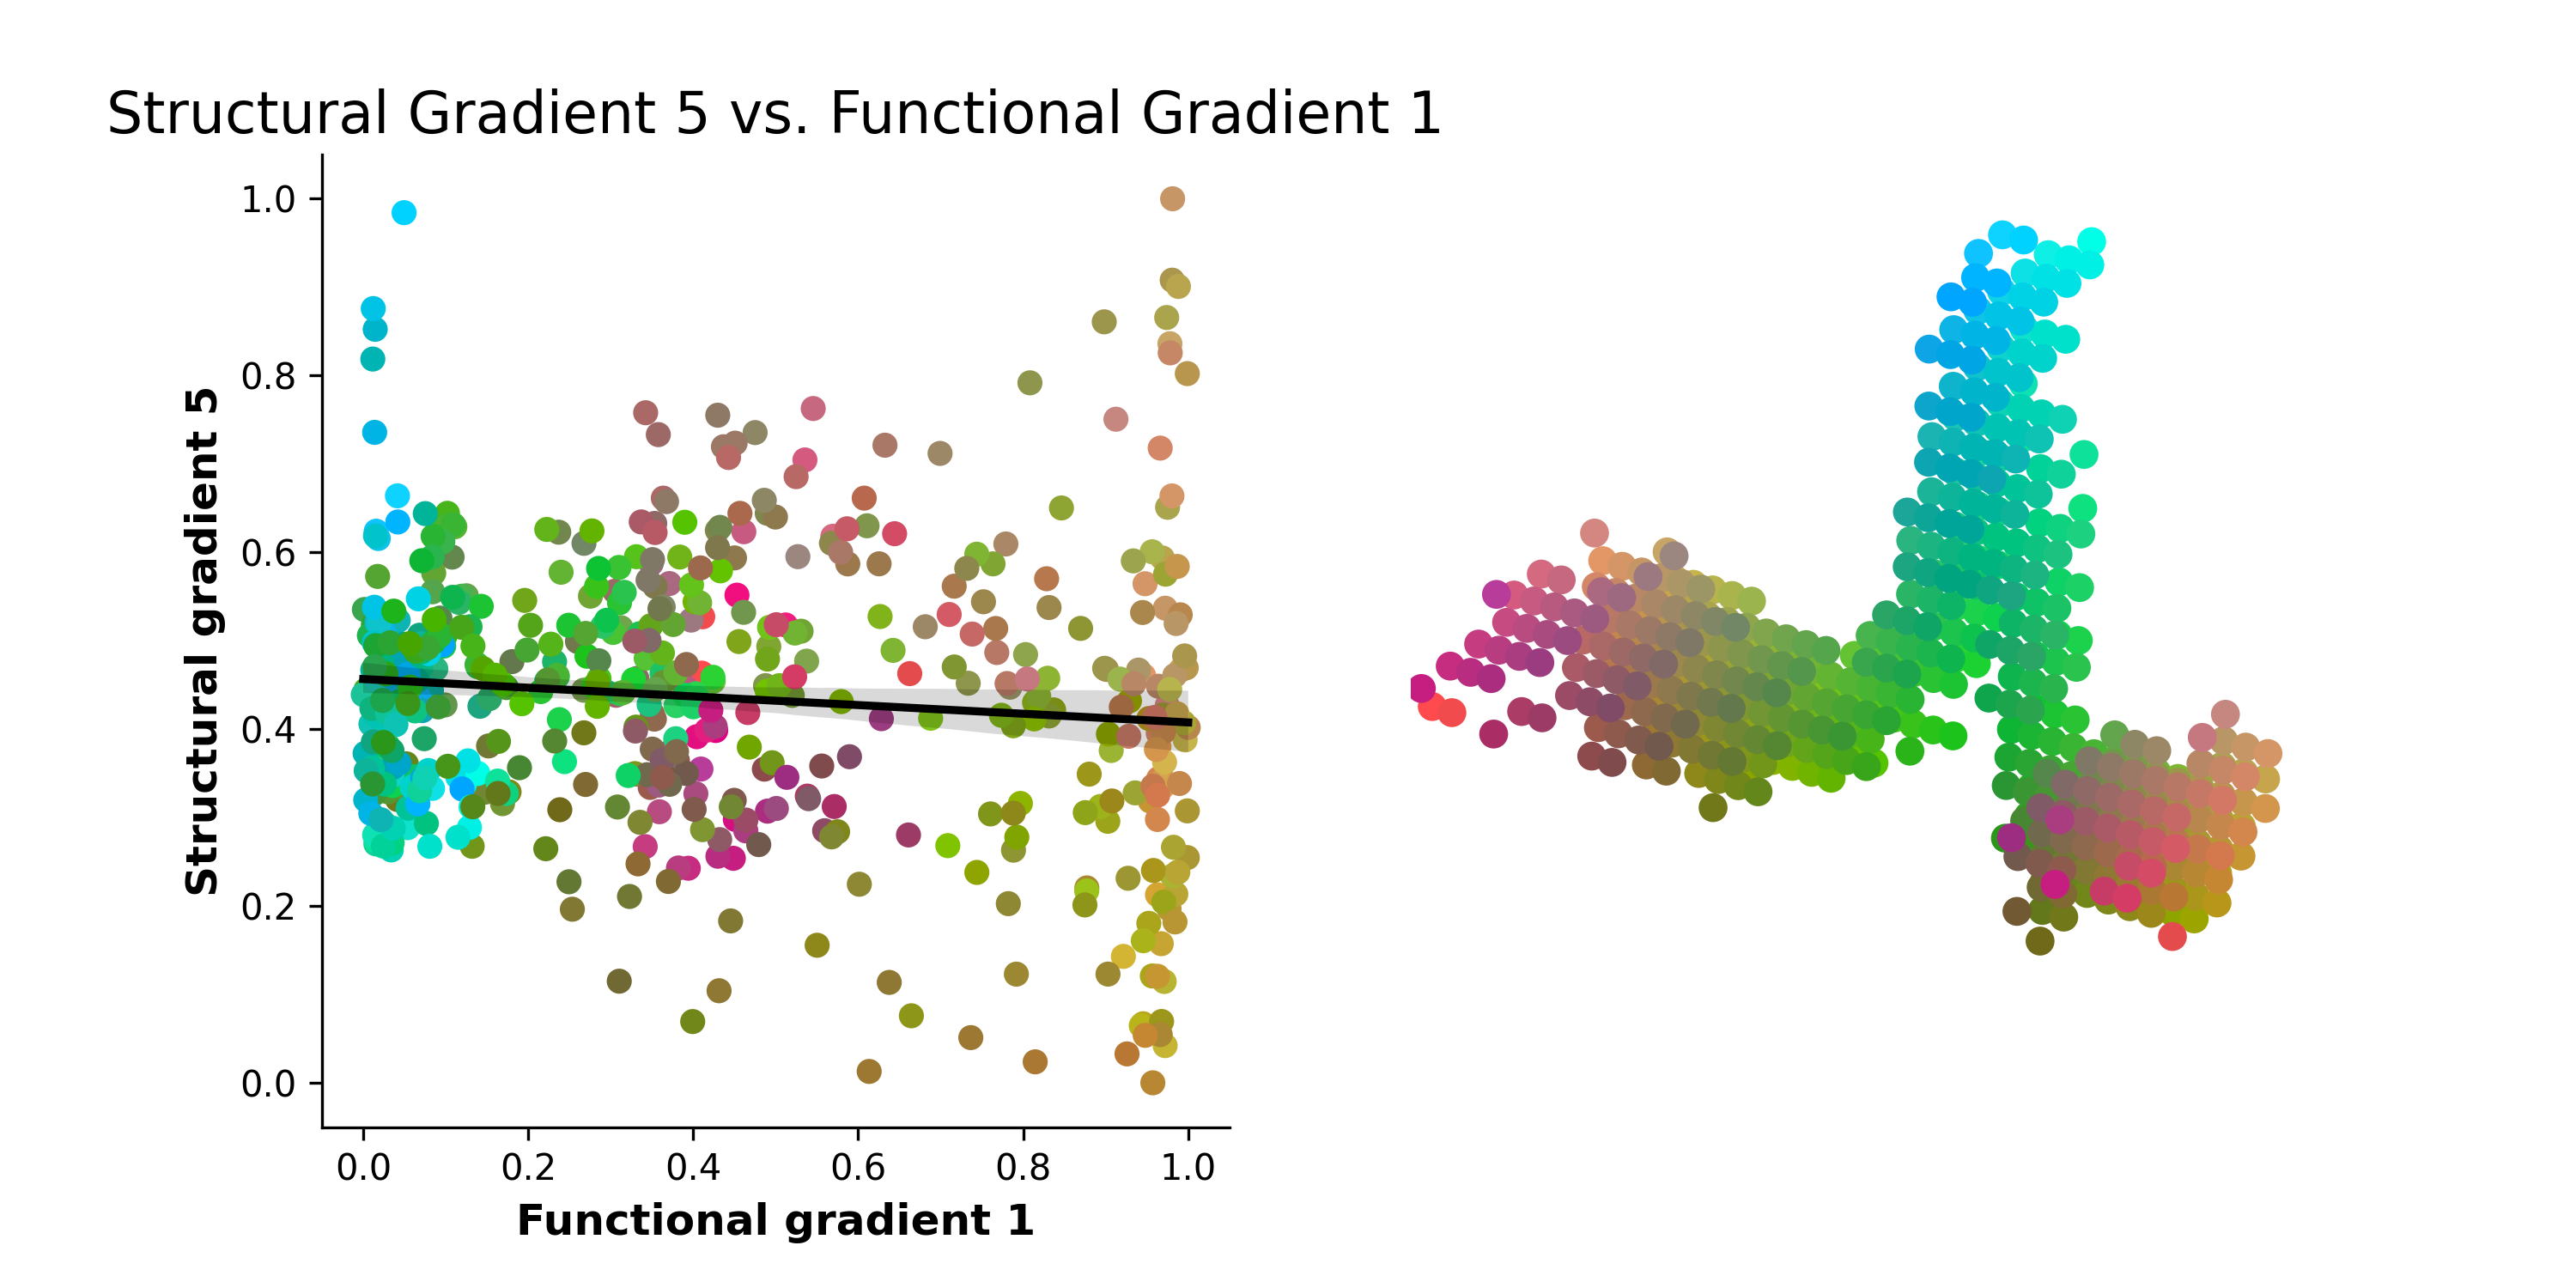 Structural Gradient 5 vs. Functional Gradient 1
Structural gradient 5
1.0
0.8
0.6
0.4
0.2
0.0
0.0 0.2 0.4 0.6 0.8 1.0
Functional gradient 1